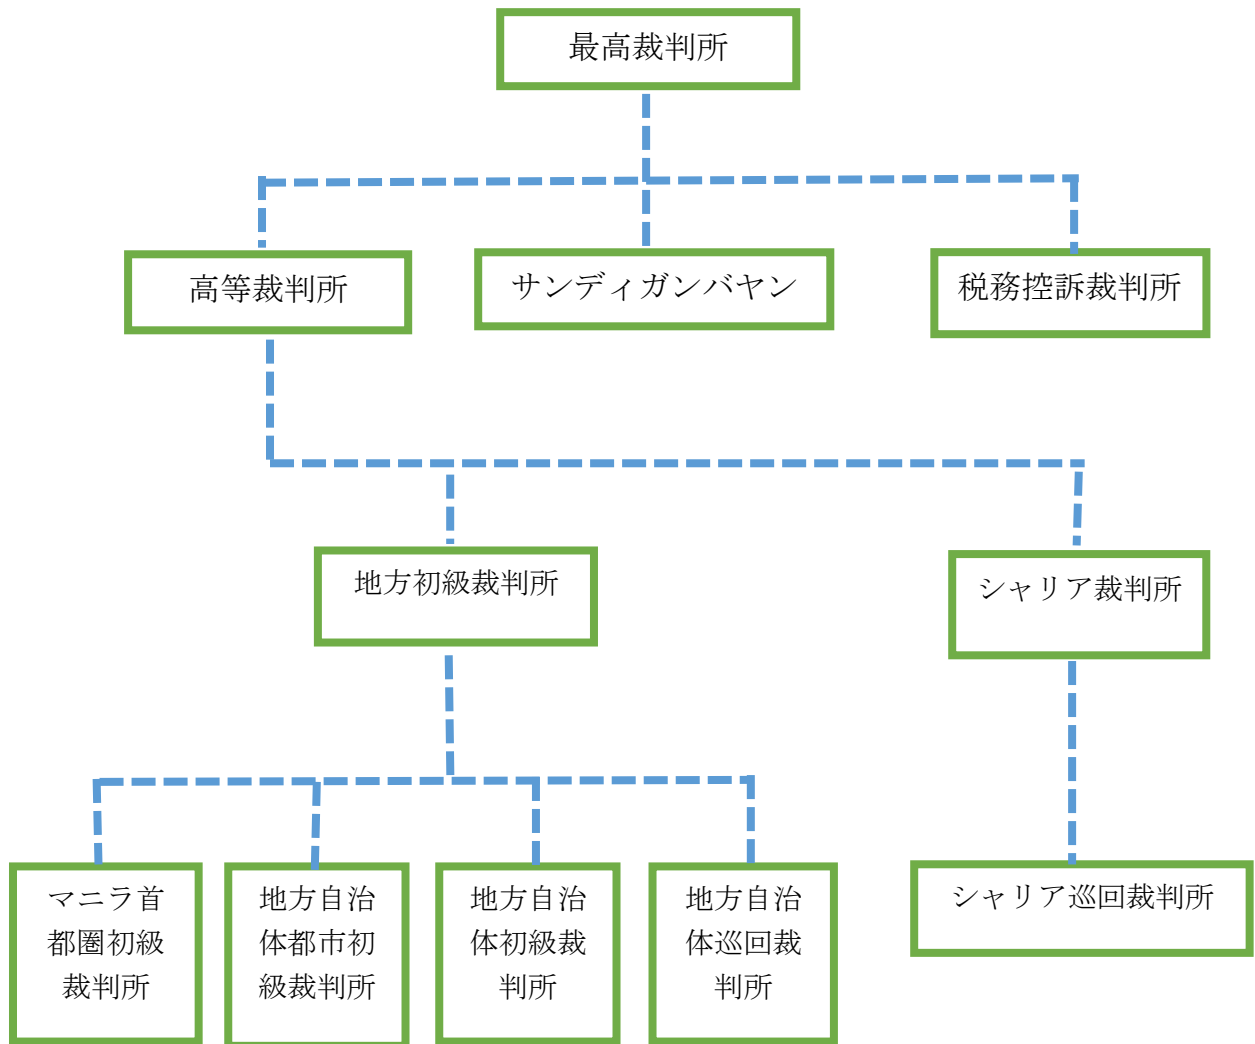 最高裁判所
高等裁判所
サンディガンバヤン
税務控訴裁判所
地方初級裁判所
シャリア裁判所
マニラ首
都圏初級
裁判所
地方自治
体都市初
級裁判所
地方自治
体初級裁
判所
地方自治
体巡回裁
判所
シャリア巡回裁判所